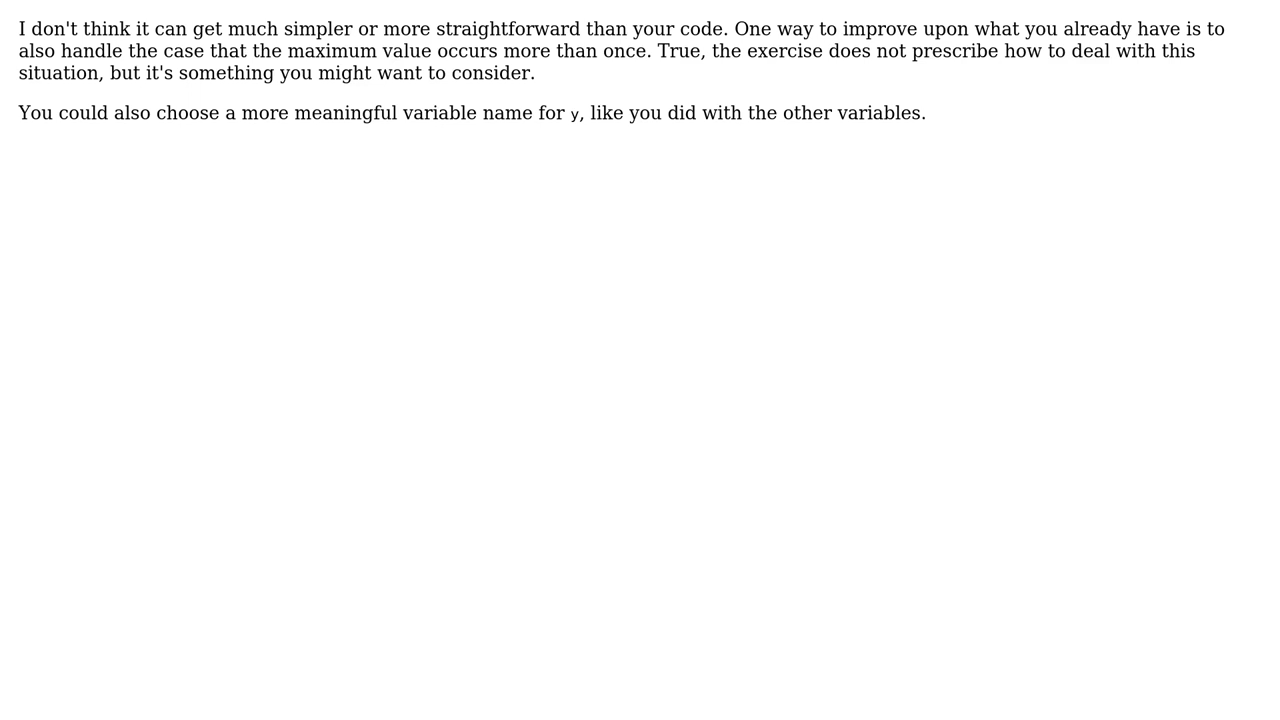 I don't think it can get much simpler or more straightforward than your code. One way to improve upon what you already have is to
also handle the case that the maximum value occurs more than once. True, the exercise does not prescribe how to deal with this
situation, but it's something you might want to consider.
You could also choose a more meaningful variable name for y, like you did with the other variables.